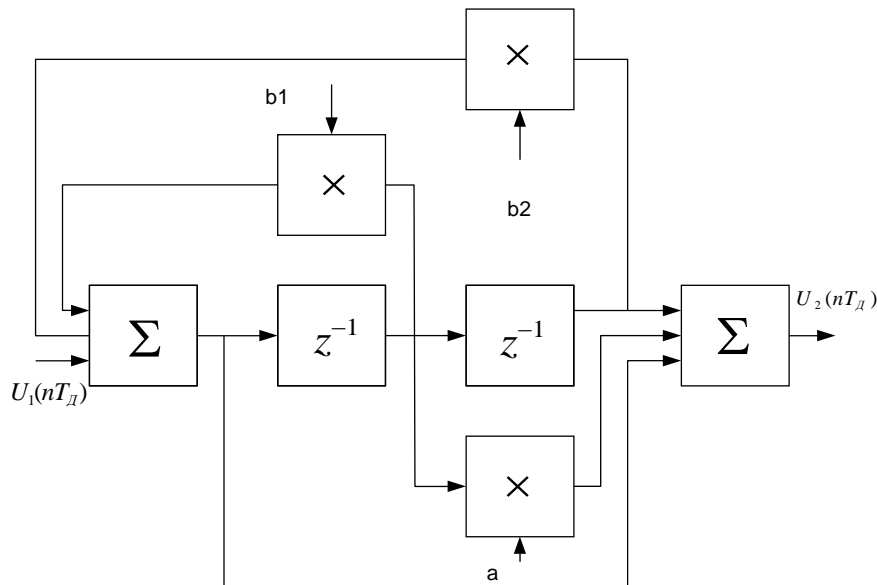 ×
b1
×
b2
Σ
z⁻¹
z⁻¹
Σ
U₂(nT_Д)
U₁(nT_Д)
×
a